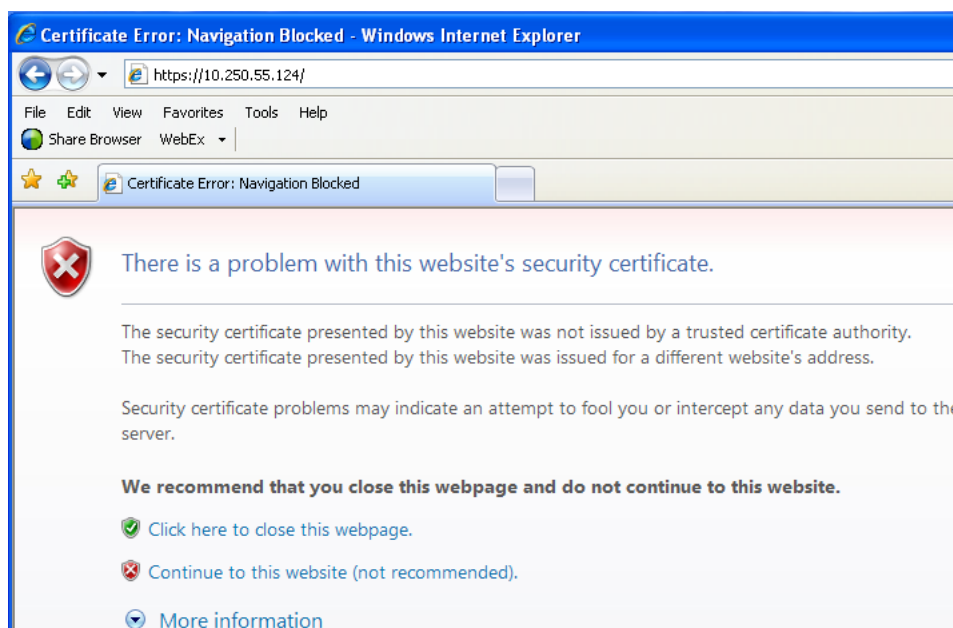 Certificate Error: Navigation Blocked - Windows Internet Explorer
https://10.250.55.124/
File Edit View Favorites Tools Help
Share Browser WebEx
Certificate Error: Navigation Blocked
There is a problem with this website's security certificate.
The security certificate presented by this website was not issued by a trusted certificate authority.
The security certificate presented by this website was issued for a different website's address.
Security certificate problems may indicate an attempt to fool you or intercept any data you send to the
server.
We recommend that you close this webpage and do not continue to this website.
Click here to close this webpage.
Continue to this website (not recommended).
More information